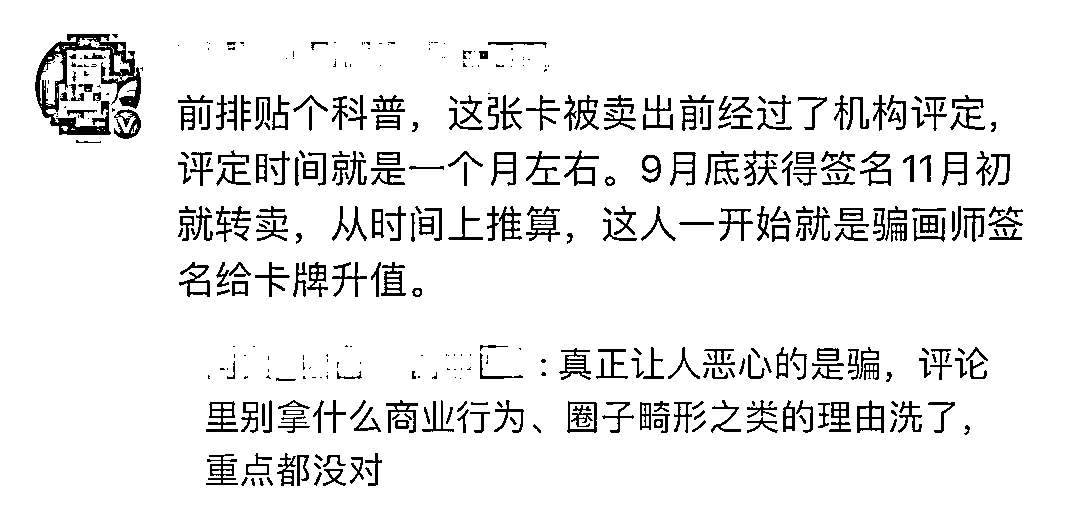 前排贴个科普，这张卡被卖出前经过了机构评定，
评定时间就是一个月左右。9月底获得签名11月初
就转卖，从时间上推算，这人一开始就是骗画师签
名给卡牌升值。
：真正让人恶心的是骗，评论
里别拿什么商业行为、圈子畸形之类的理由洗了，
重点都没对